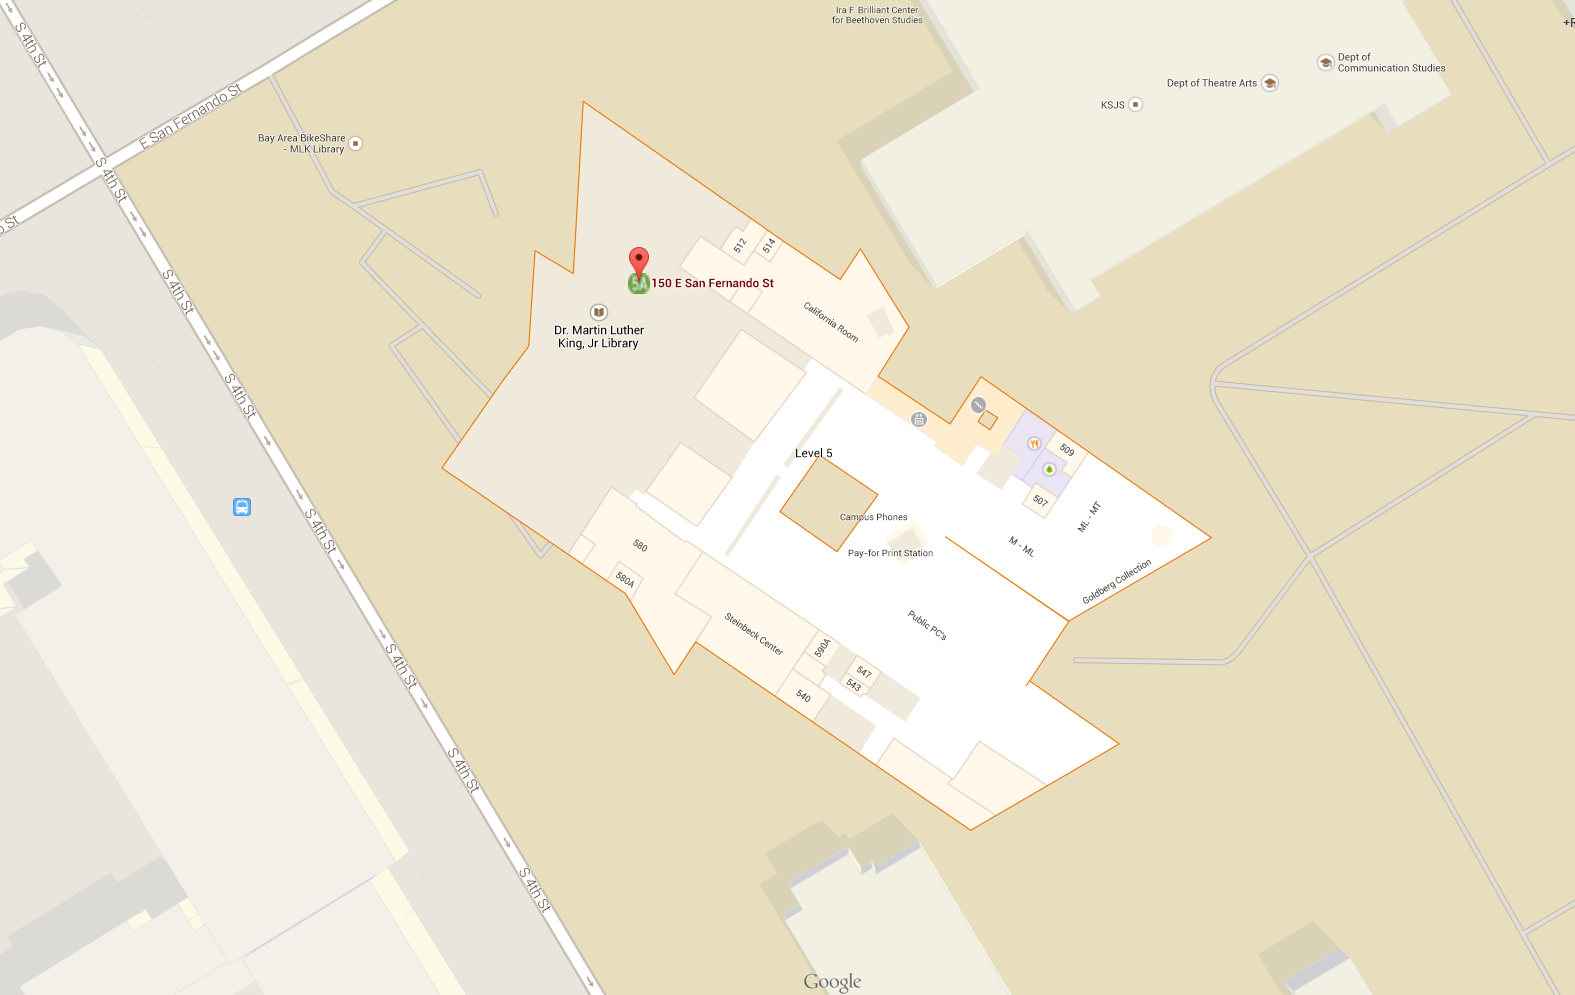 Ira F. Brilliant Center
for Beethoven Studies
S 4th St
Dept of
Communication Studies
Dept of Theatre Arts
KSJS
E San Fernando St
Bay Area BikeShare
- MLK Library
S 4th St
o St
512
514
5A
150 E San Fernando St
S 4th St
Dr. Martin Luther
King, Jr Library
California Room
S 4th St
Level 5
509
507
ML - MT
M - ML
Campus Phones
Pay-for Print Station
S 4th St
580
580A
Goldberg Collection
Public PC's
Steinbeck Center
590A
547
543
540
S 4th St
S 4th St
S 4th St
Google
+R